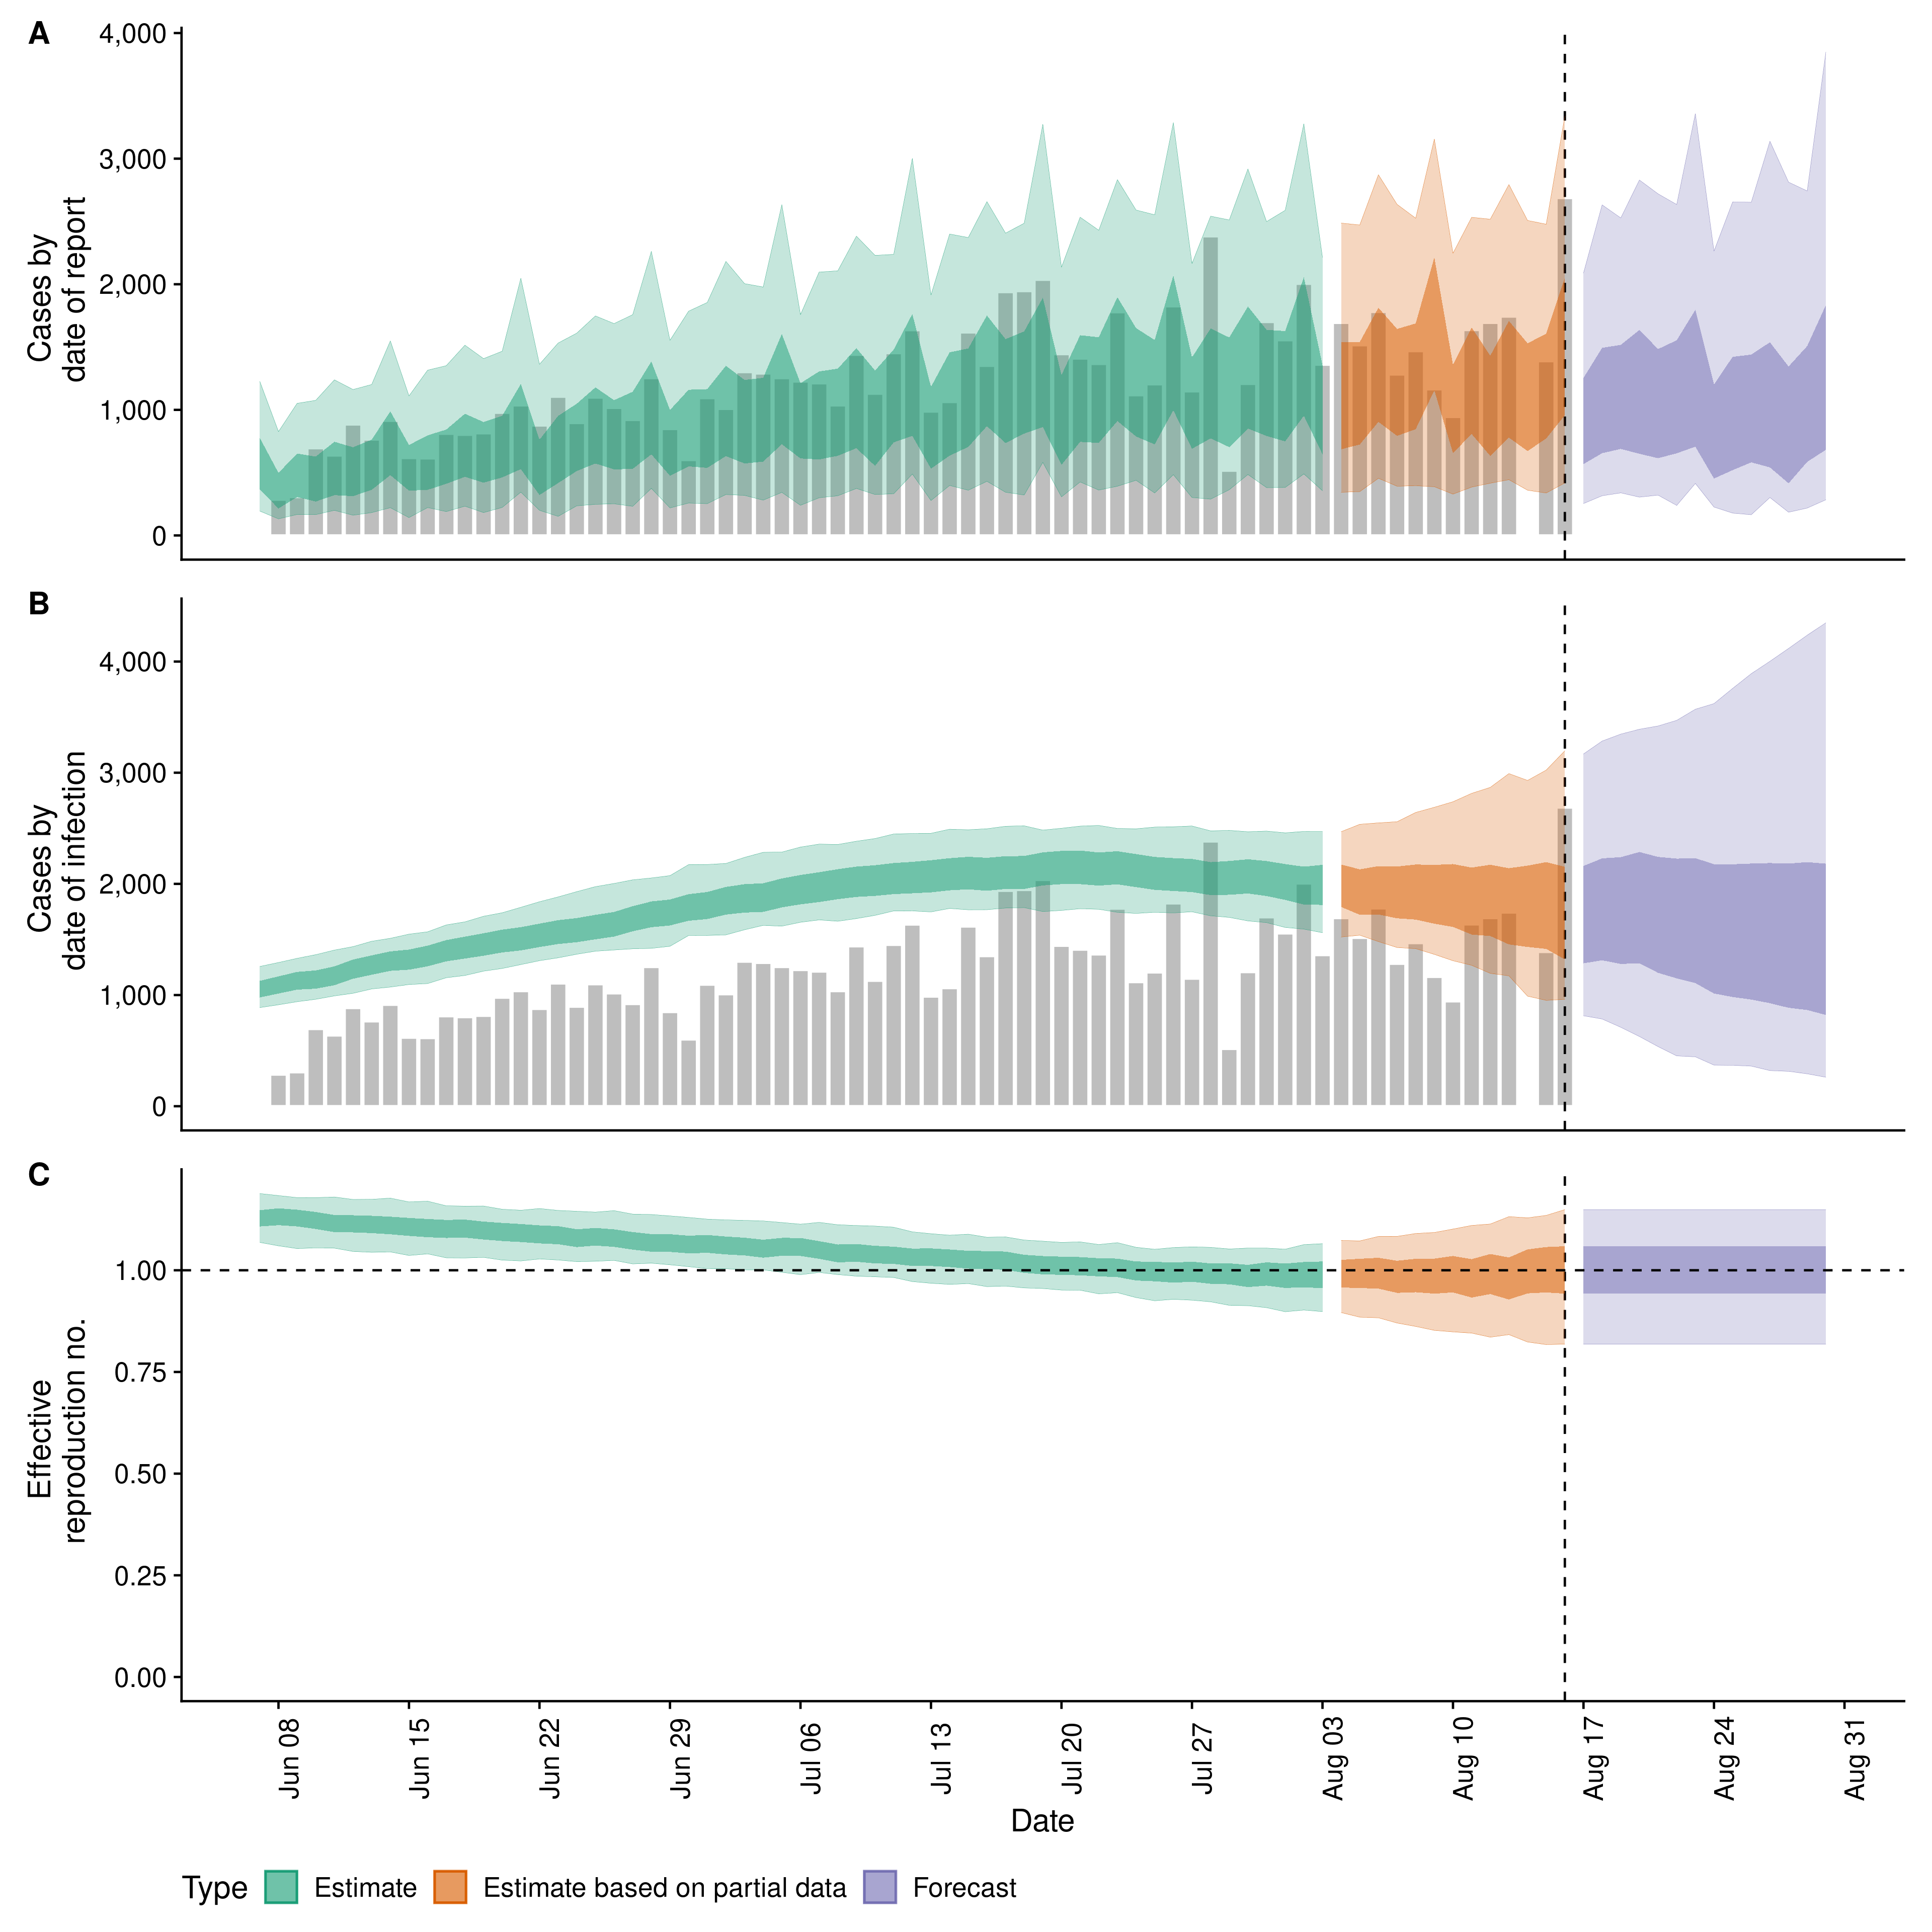 A
4,000
3,000
2,000
1,000
0
Cases by
date of report
B
4,000
3,000
2,000
1,000
0
Cases by
date of infection
C
1.00
0.75
0.50
0.25
0.00
Effective
reproduction no.
Jun 08
Jun 15
Jun 22
Jun 29
Jul 06
Jul 13
Jul 20
Jul 27
Aug 03
Aug 10
Aug 17
Aug 24
Aug 31
Date
Type Estimate Estimate based on partial data Forecast